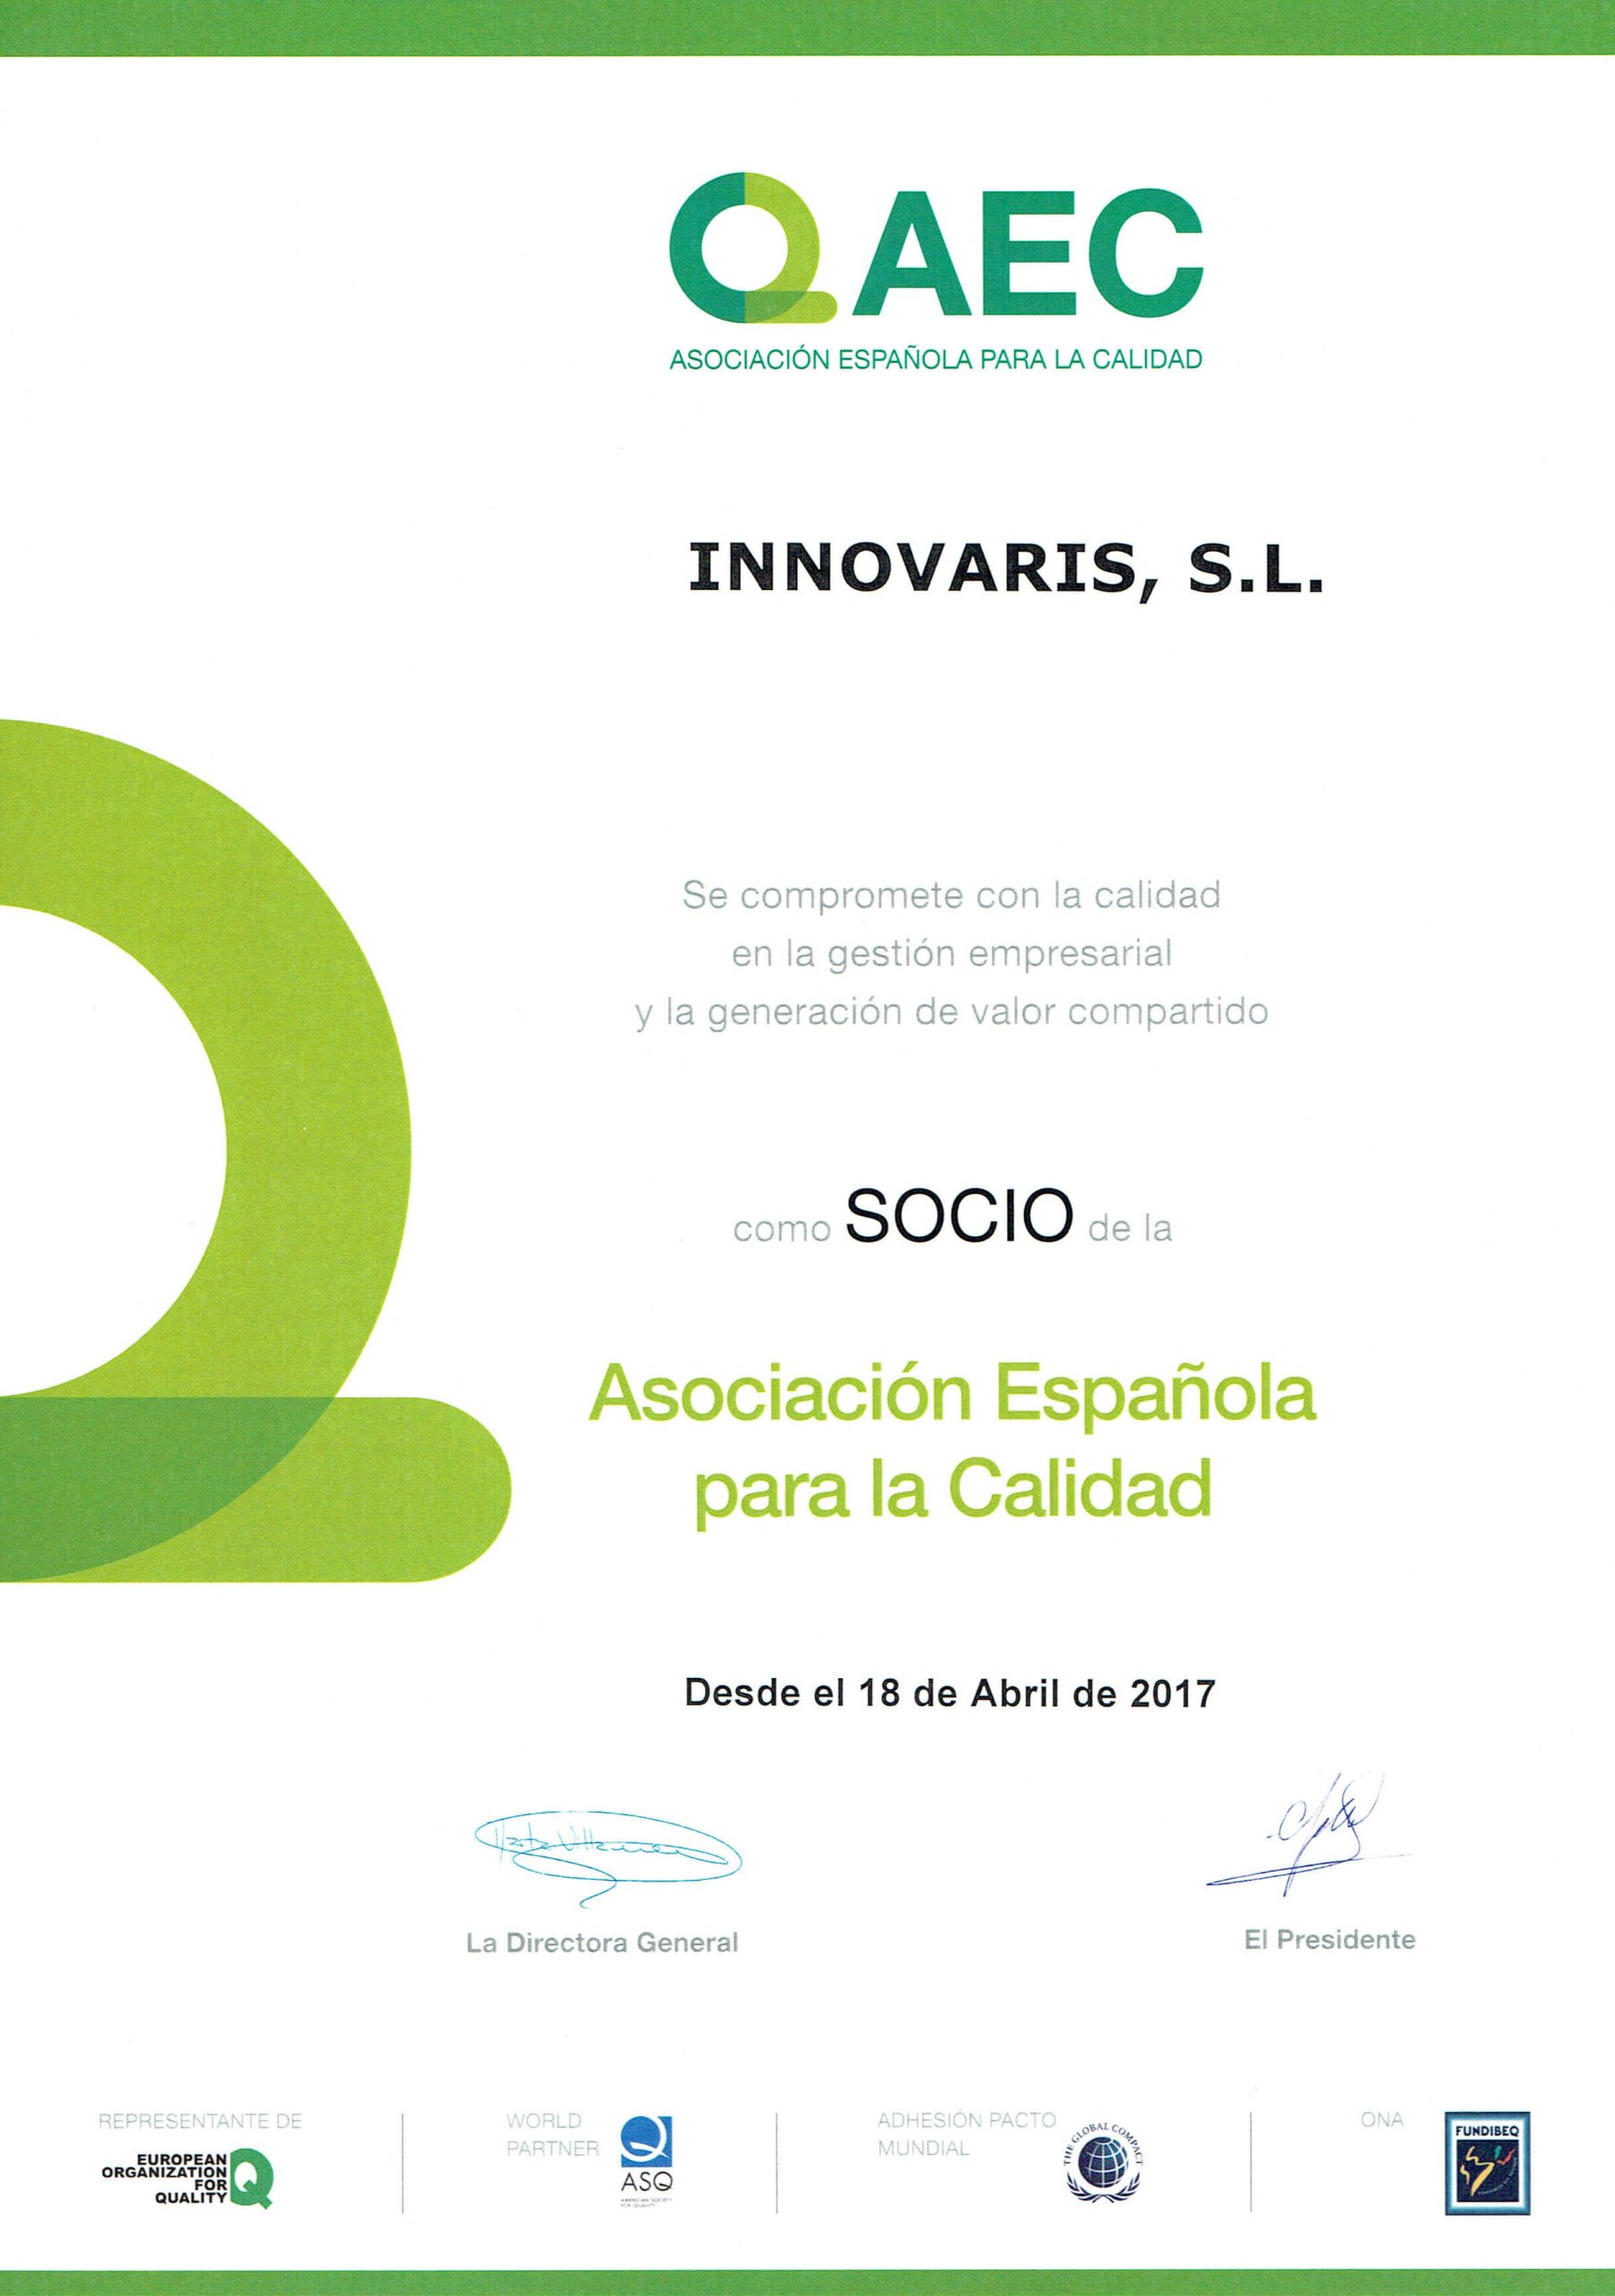 AEC
ASOCIACIÓN ESPAÑOLA PARA LA CALIDAD
INNOVARIS, S.L.
Se compromete con la calidad
en la gestión empresarial
y la generación de valor compartido
como SOCIO de la
Asociación Española
para la Calidad
Desde el 18 de Abril de 2017
La Directora General
El Presidente
REPRESENTANTE DE
EUROPEAN
ORGANIZATION
FOR
QUALITY
WORLD
PARTNER
ASQ
AMERICAN SOCIETY
FOR QUALITY
ADHESIÓN PACTO
MUNDIAL
THE GLOBAL COMPACT
ONA
FUNDIBEQ